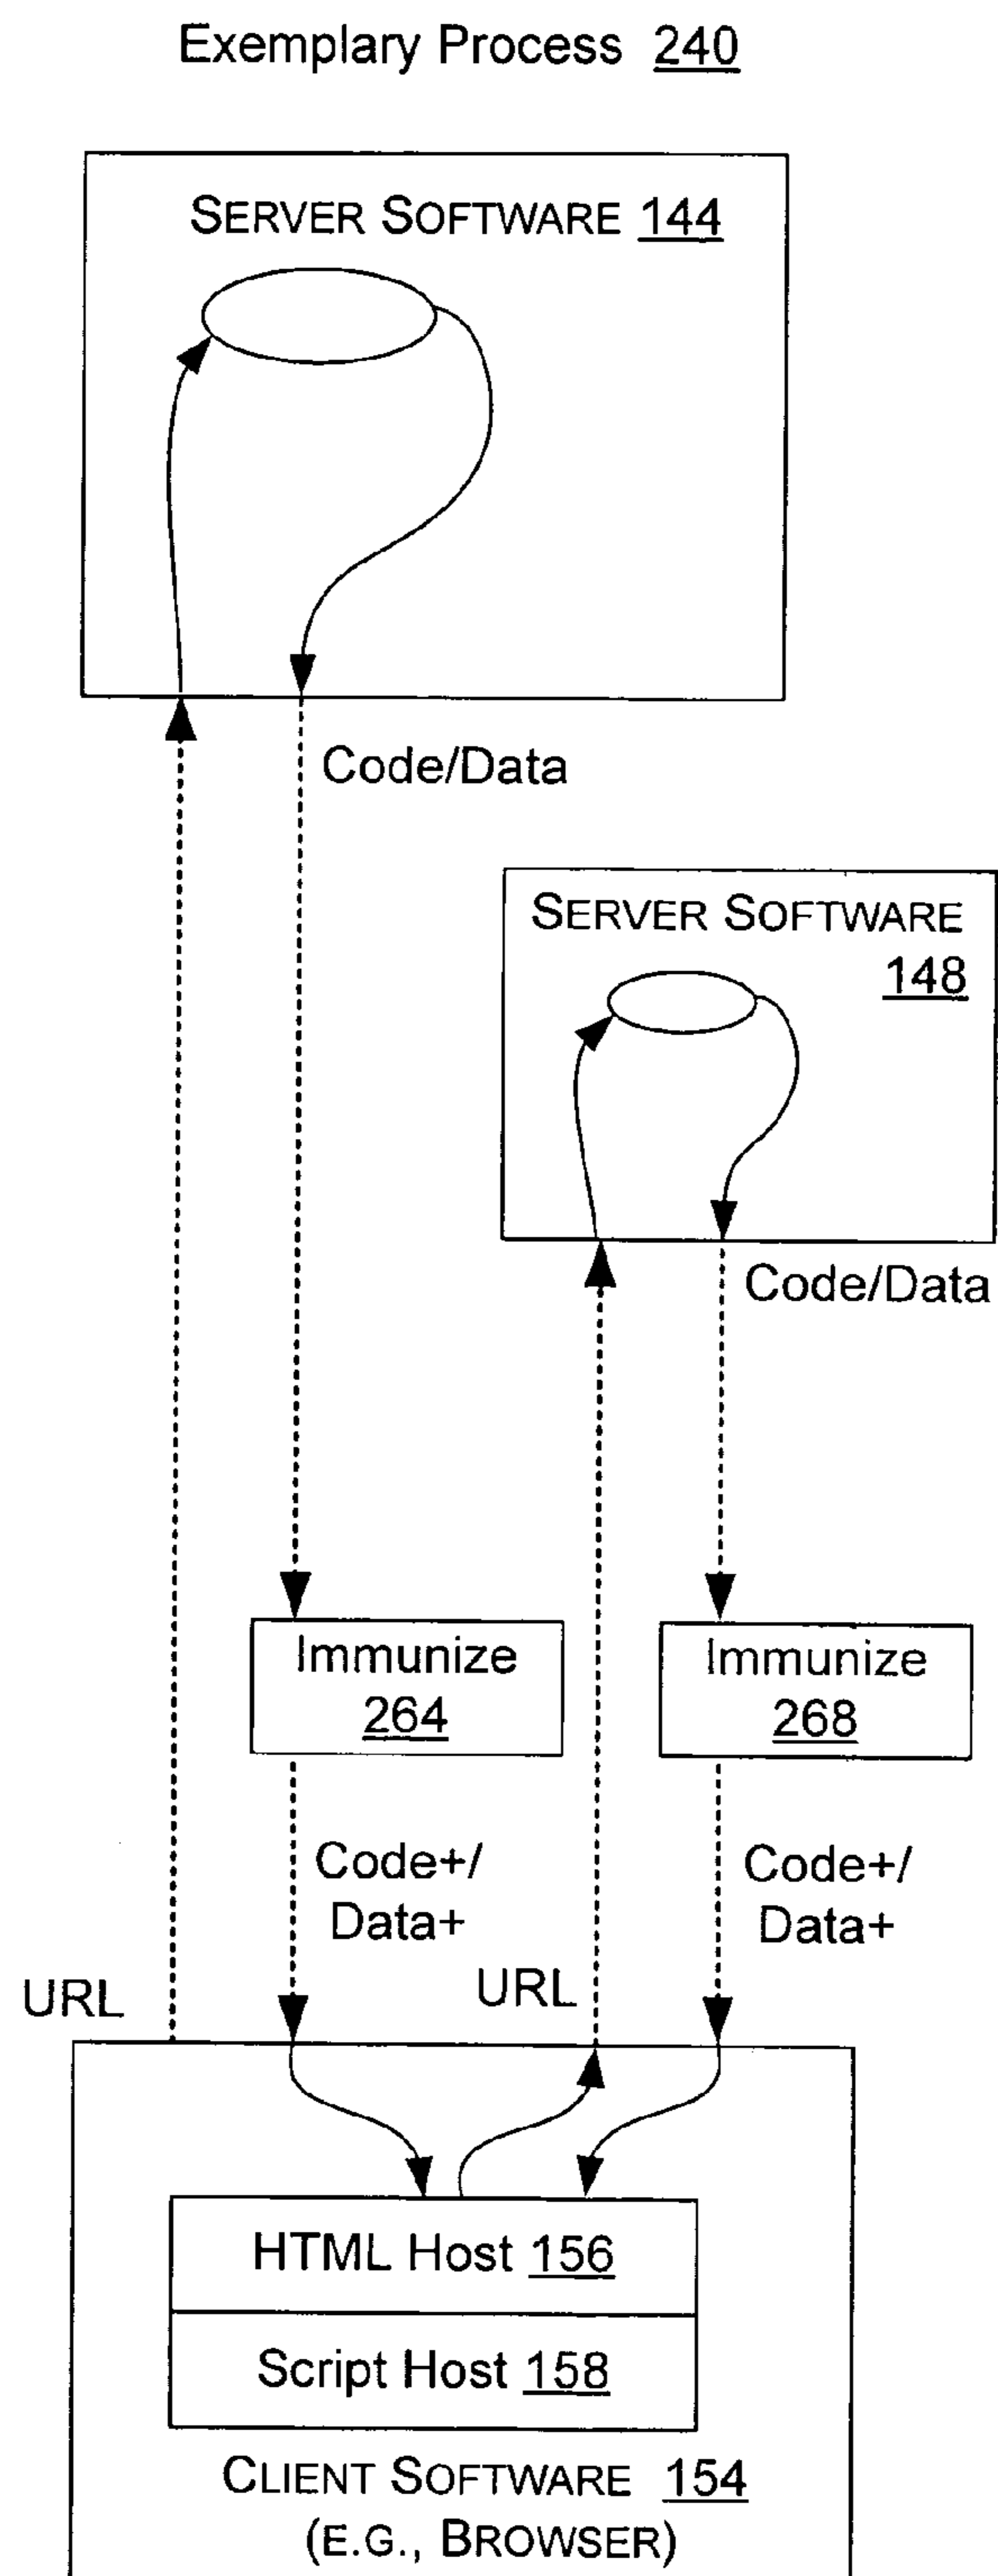 Exemplary Process 240
SERVER SOFTWARE 144
Code/Data
SERVER SOFTWARE
148
Code/Data
Immunize
264
Immunize
268
Code+/
Data+
Code+/
Data+
URL
URL
HTML Host 156
Script Host 158
CLIENT SOFTWARE 154
(E.G., BROWSER)